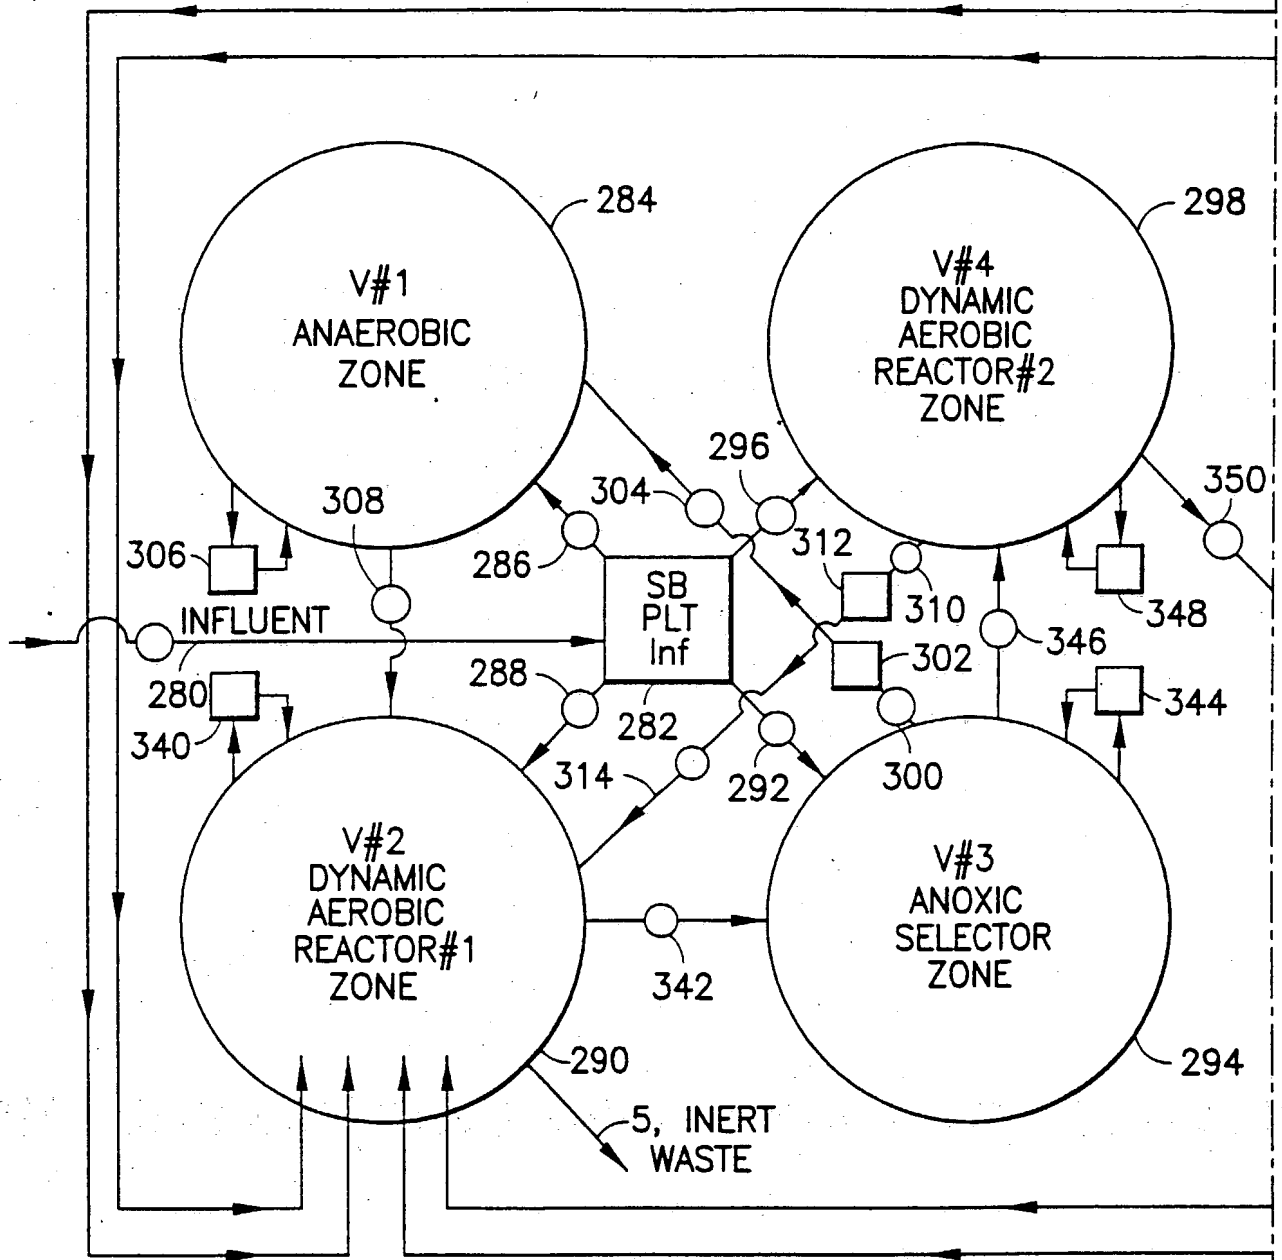 284
298
V#1
ANAEROBIC
ZONE
V#4
DYNAMIC
AEROBIC
REACTOR#2
ZONE
296
304
308
350
306
286
312
310
348
SB
PLT
Inf
INFLUENT
302
346
280
288
282
340
344
314
292
300
V#2
DYNAMIC
AEROBIC
REACTOR#1
ZONE
V#3
ANOXIC
SELECTOR
ZONE
342
290
294
5, INERT
WASTE